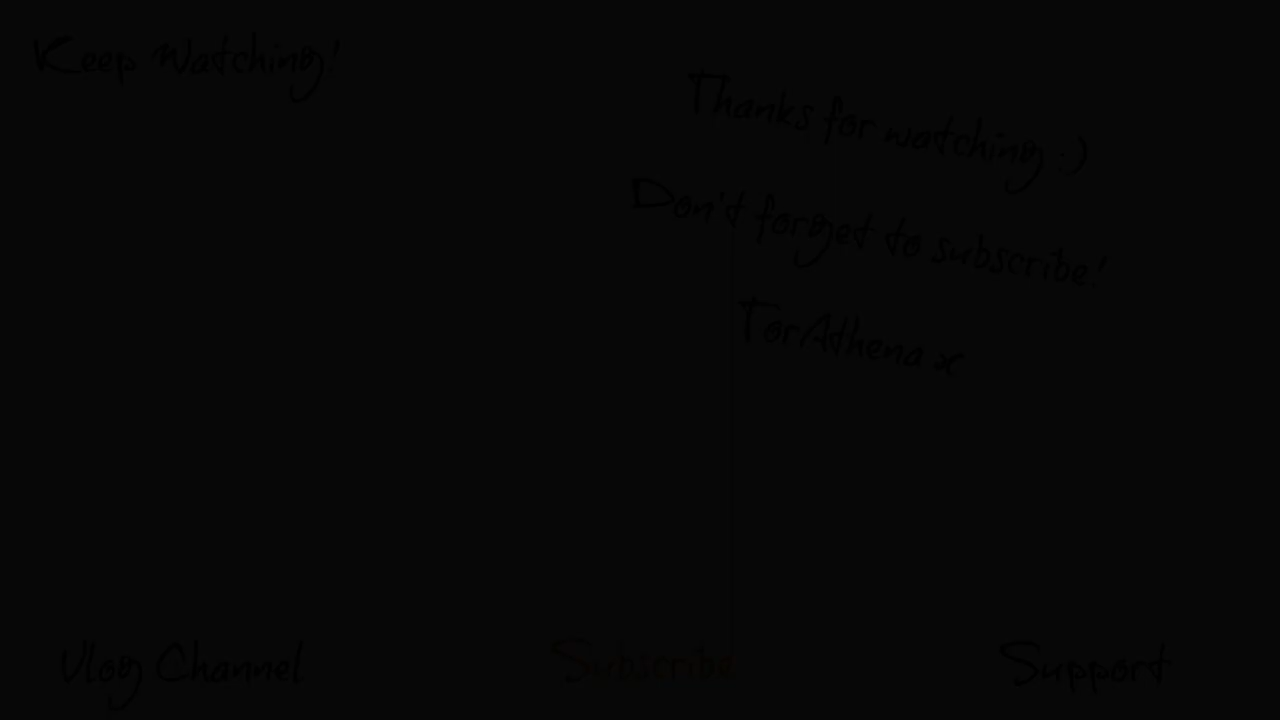 Keep Watching!
Thanks for watching :)
Don't forget to subscribe!
TorAthena x
Vlog Channel
Subscribe
Support